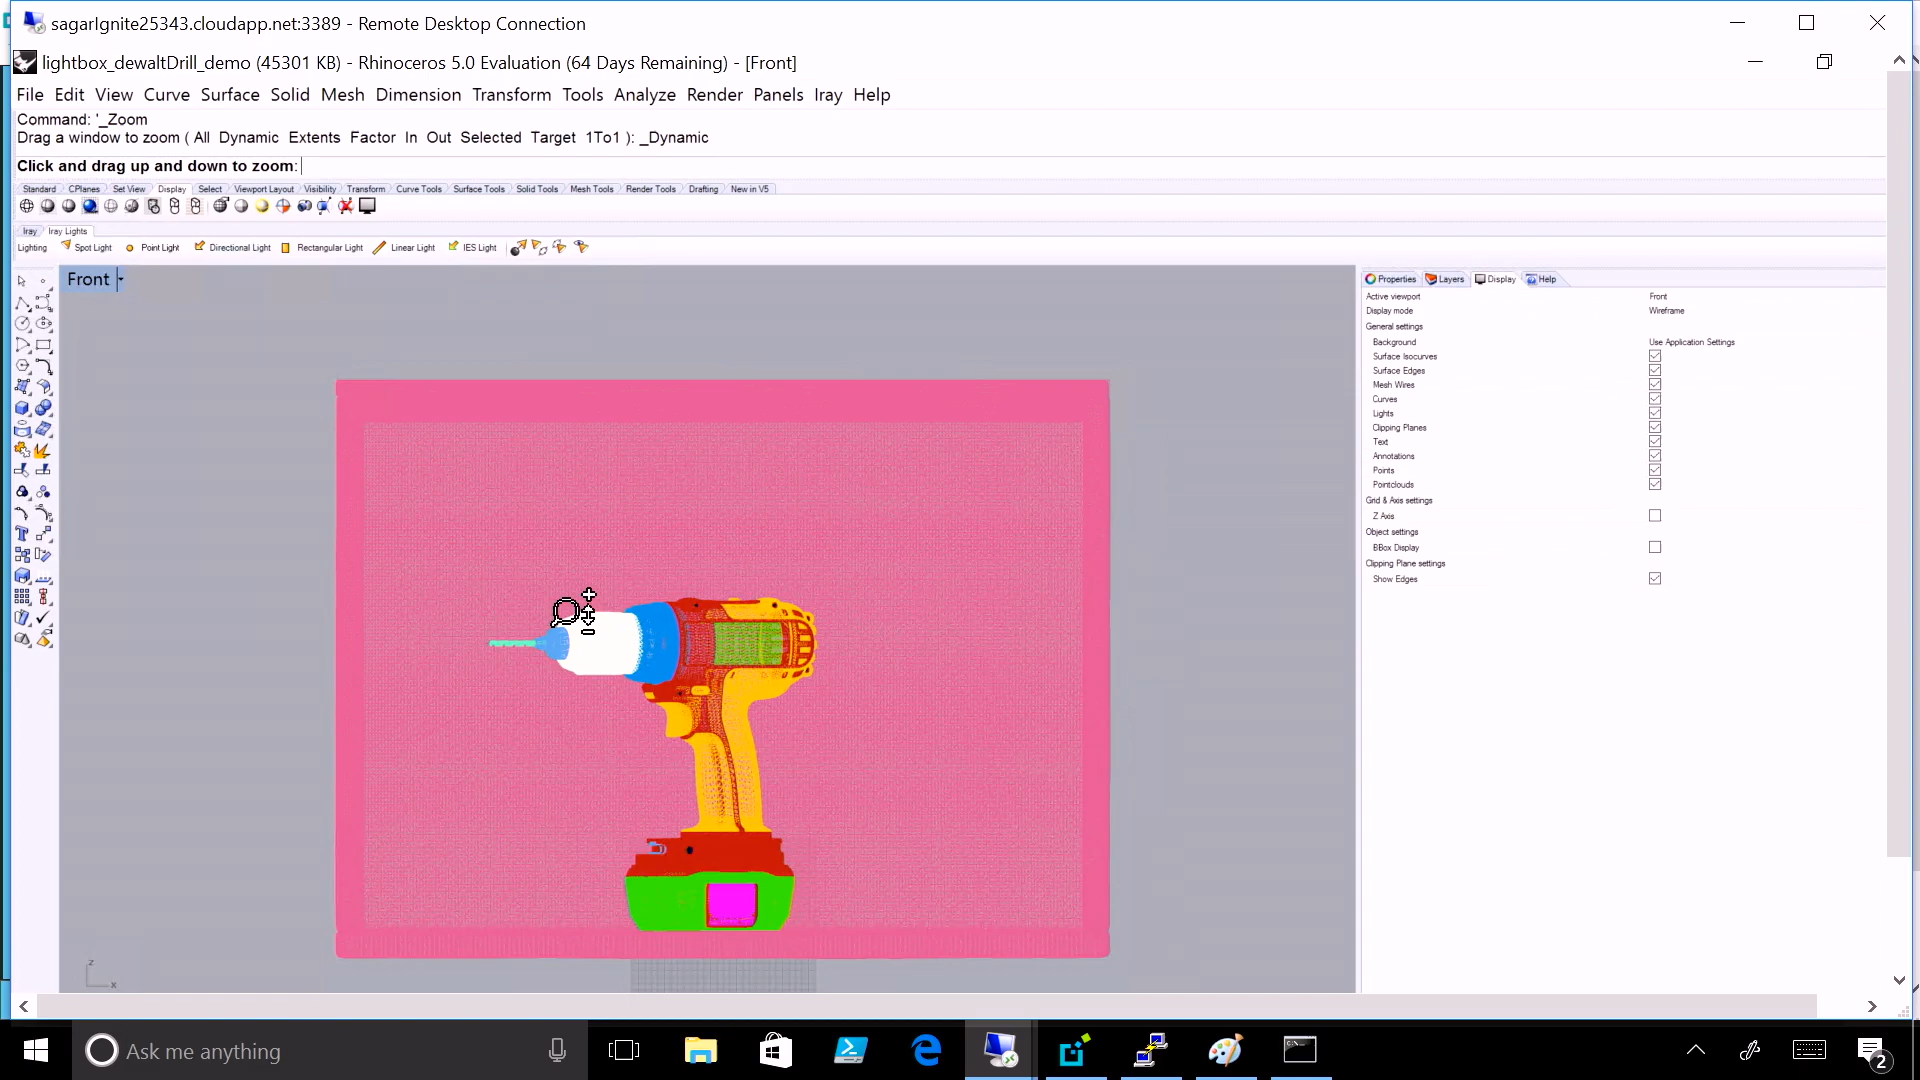 sagarIgnite25343.cloudapp.net:3389 - Remote Desktop Connection
lightbox_dewaltDrill_demo (45301 KB) - Rhinoceros 5.0 Evaluation (64 Days Remaining) - [Front]
File Edit View Curve Surface Solid Mesh Dimension Transform Tools Analyze Render Panels Iray Help
Command: '_Zoom
Drag a window to zoom ( All Dynamic Extents Factor In Out Selected Target 1To1 ): _Dynamic
Click and drag up and down to zoom:
Standard CPlanes Set View Display Select Viewport Layout Visibility Transform Curve Tools Surface Tools Solid Tools Mesh Tools Render Tools Drafting New in V5
Iray Iray Lights
Lighting Spot Light Point Light Directional Light Rectangular Light Linear Light IES Light
Front
Properties Layers Display Help
Active viewport Front
Display mode Wireframe
General settings
Background Use Application Settings
Surface Isocurves
Surface Edges
Mesh Wires
Curves
Lights
Clipping Planes
Text
Annotations
Points
Pointclouds
Grid & Axis settings
Z Axis
Object settings
BBox Display
Clipping Plane settings
Show Edges
z
x
Ask me anything
2